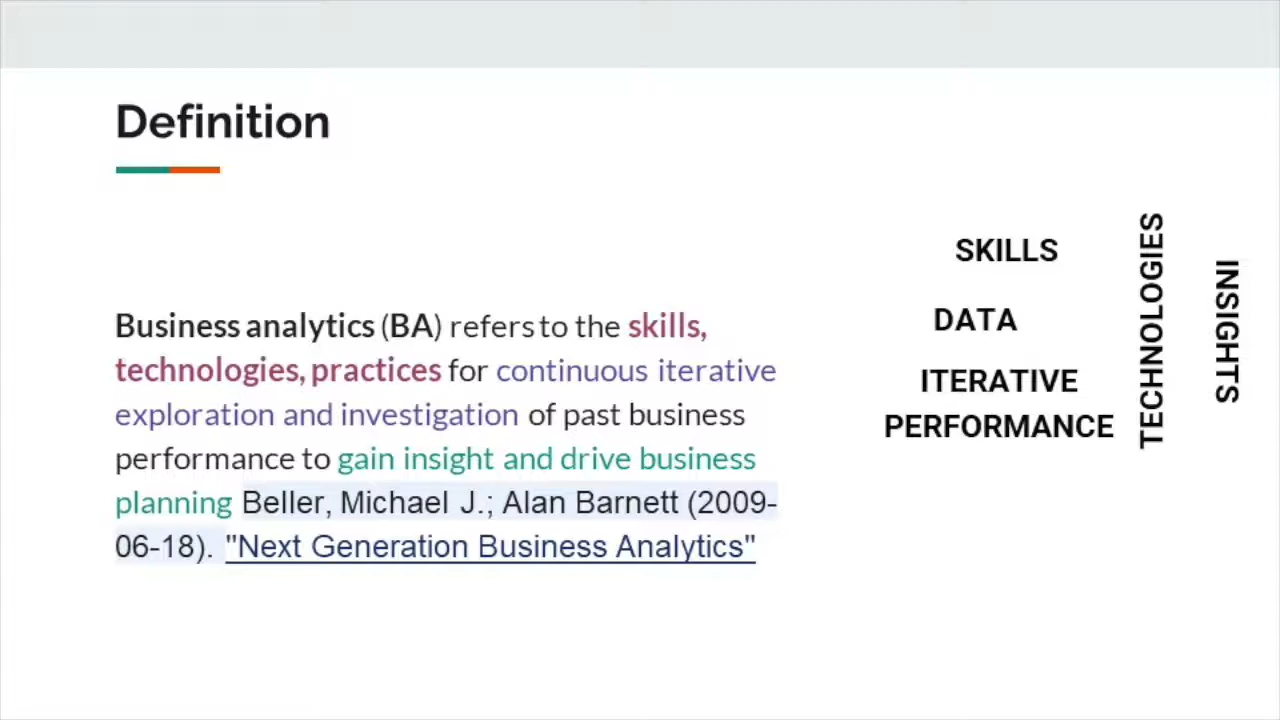 Definition
Business analytics (BA) refers to the skills,
technologies, practices for continuous iterative
exploration and investigation of past business
performance to gain insight and drive business
planning Beller, Michael J.; Alan Barnett (2009-
06-18). "Next Generation Business Analytics"
SKILLS
DATA
ITERATIVE
PERFORMANCE
TECHNOLOGIES
INSIGHTS